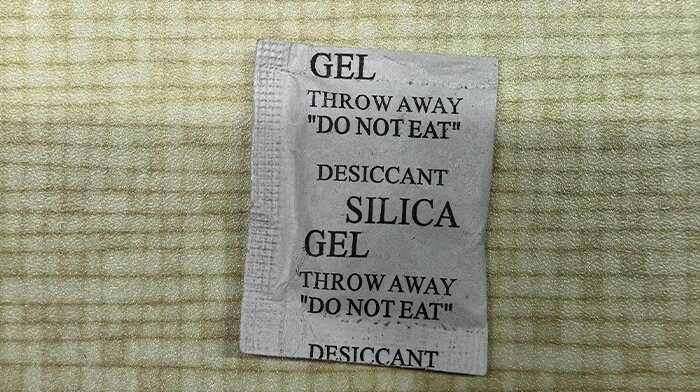 GEL
THROW AWAY
"DO NOT EAT"
DESICCANT
SILICA
GEL
THROW AWAY
"DO NOT EAT"
DESICCANT